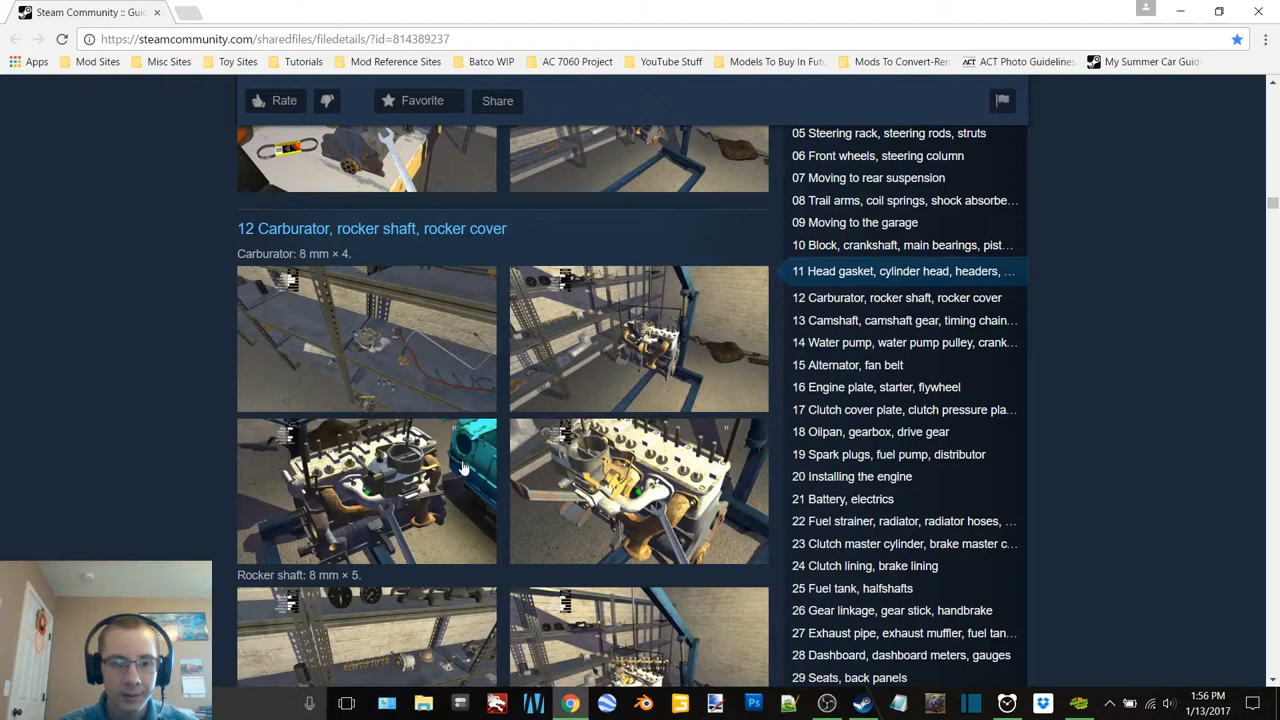 Steam Community :: Guid
https://steamcommunity.com/sharedfiles/filedetails/?id=814389237
Apps Mod Sites Misc Sites Toy Sites Tutorials Mod Reference Sites Batco WIP AC 7060 Project YouTube Stuff Models To Buy In Futu Mods To Convert-Ren ACT ACT Photo Guidelines My Summer Car Guid
Rate Favorite Share
12 Carburator, rocker shaft, rocker cover
Carburator: 8 mm × 4.
Rocker shaft: 8 mm × 5.
05 Steering rack, steering rods, struts
06 Front wheels, steering column
07 Moving to rear suspension
08 Trail arms, coil springs, shock absorbe...
09 Moving to the garage
10 Block, crankshaft, main bearings, pist...
11 Head gasket, cylinder head, headers, ...
12 Carburator, rocker shaft, rocker cover
13 Camshaft, camshaft gear, timing chain...
14 Water pump, water pump pulley, crank...
15 Alternator, fan belt
16 Engine plate, starter, flywheel
17 Clutch cover plate, clutch pressure pla...
18 Oilpan, gearbox, drive gear
19 Spark plugs, fuel pump, distributor
20 Installing the engine
21 Battery, electrics
22 Fuel strainer, radiator, radiator hoses, ...
23 Clutch master cylinder, brake master c...
24 Clutch lining, brake lining
25 Fuel tank, halfshafts
26 Gear linkage, gear stick, handbrake
27 Exhaust pipe, exhaust muffler, fuel tan...
28 Dashboard, dashboard meters, gauges
29 Seats, back panels
1:56 PM
1/13/2017